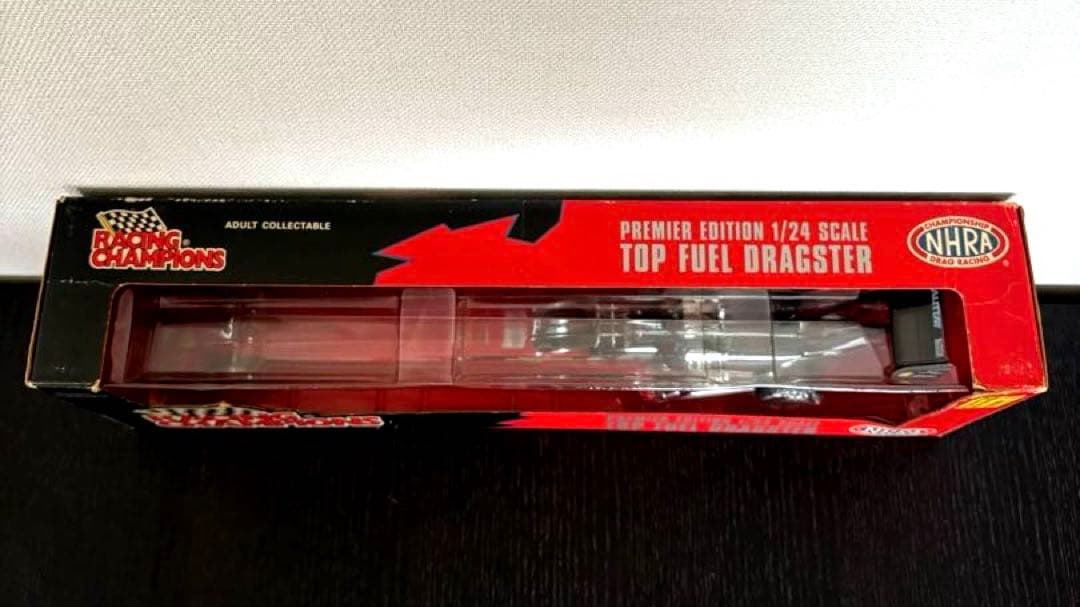 RACING
CHAMPIONS®
ADULT COLLECTABLE
PREMIER EDITION 1/24 SCALE
TOP FUEL DRAGSTER
CHAMPIONSHIP
NHRA
DRAG RACING
®